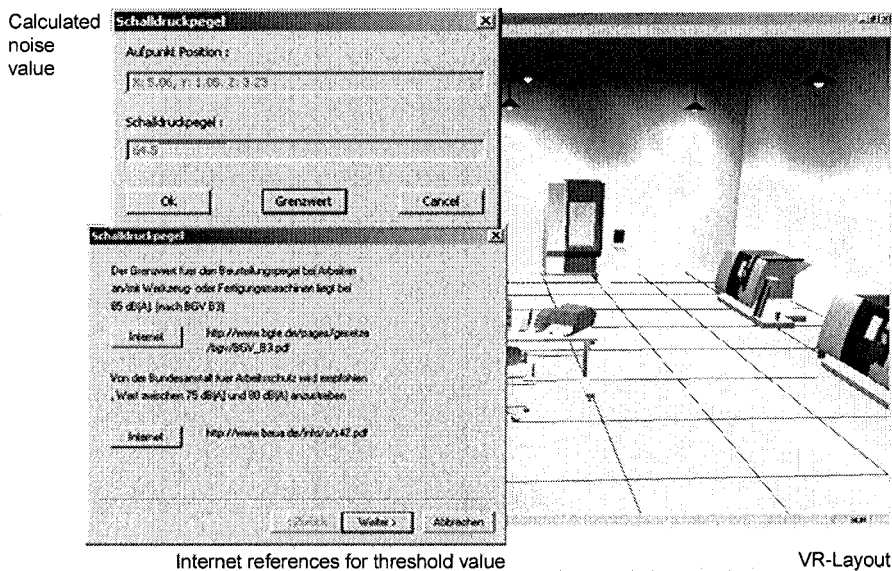 Calculated
noise
value
Schalldruckpegel
Aufpunkt Position :
X: 5.06, Y: 1.06, Z: 3.23
Schalldruckpegel :
64.5
Ok
Grenzwert
Cancel
Schalldruckpegel
Der Grenzwert fuer den Beurteilungspegel bei Arbeiten
an/mit Werkzeug- oder Fertigungsmaschinen liegt bei
85 dB[A]. (nach BGV B3)
Internet
http://www.bgfe.de/pages/gesetze
/bgv/BGV_B3.pdf
Von der Bundesanstalt fuer Arbeitsschutz wird empfohlen
, Wert zwischen 75 dB[A] und 80 dB[A] anzustreben
Internet
http://www.baua.de/info/s/s42.pdf
< Zurück
Weiter >
Abbrechen
NUM
Internet references for threshold value
VR-Layout